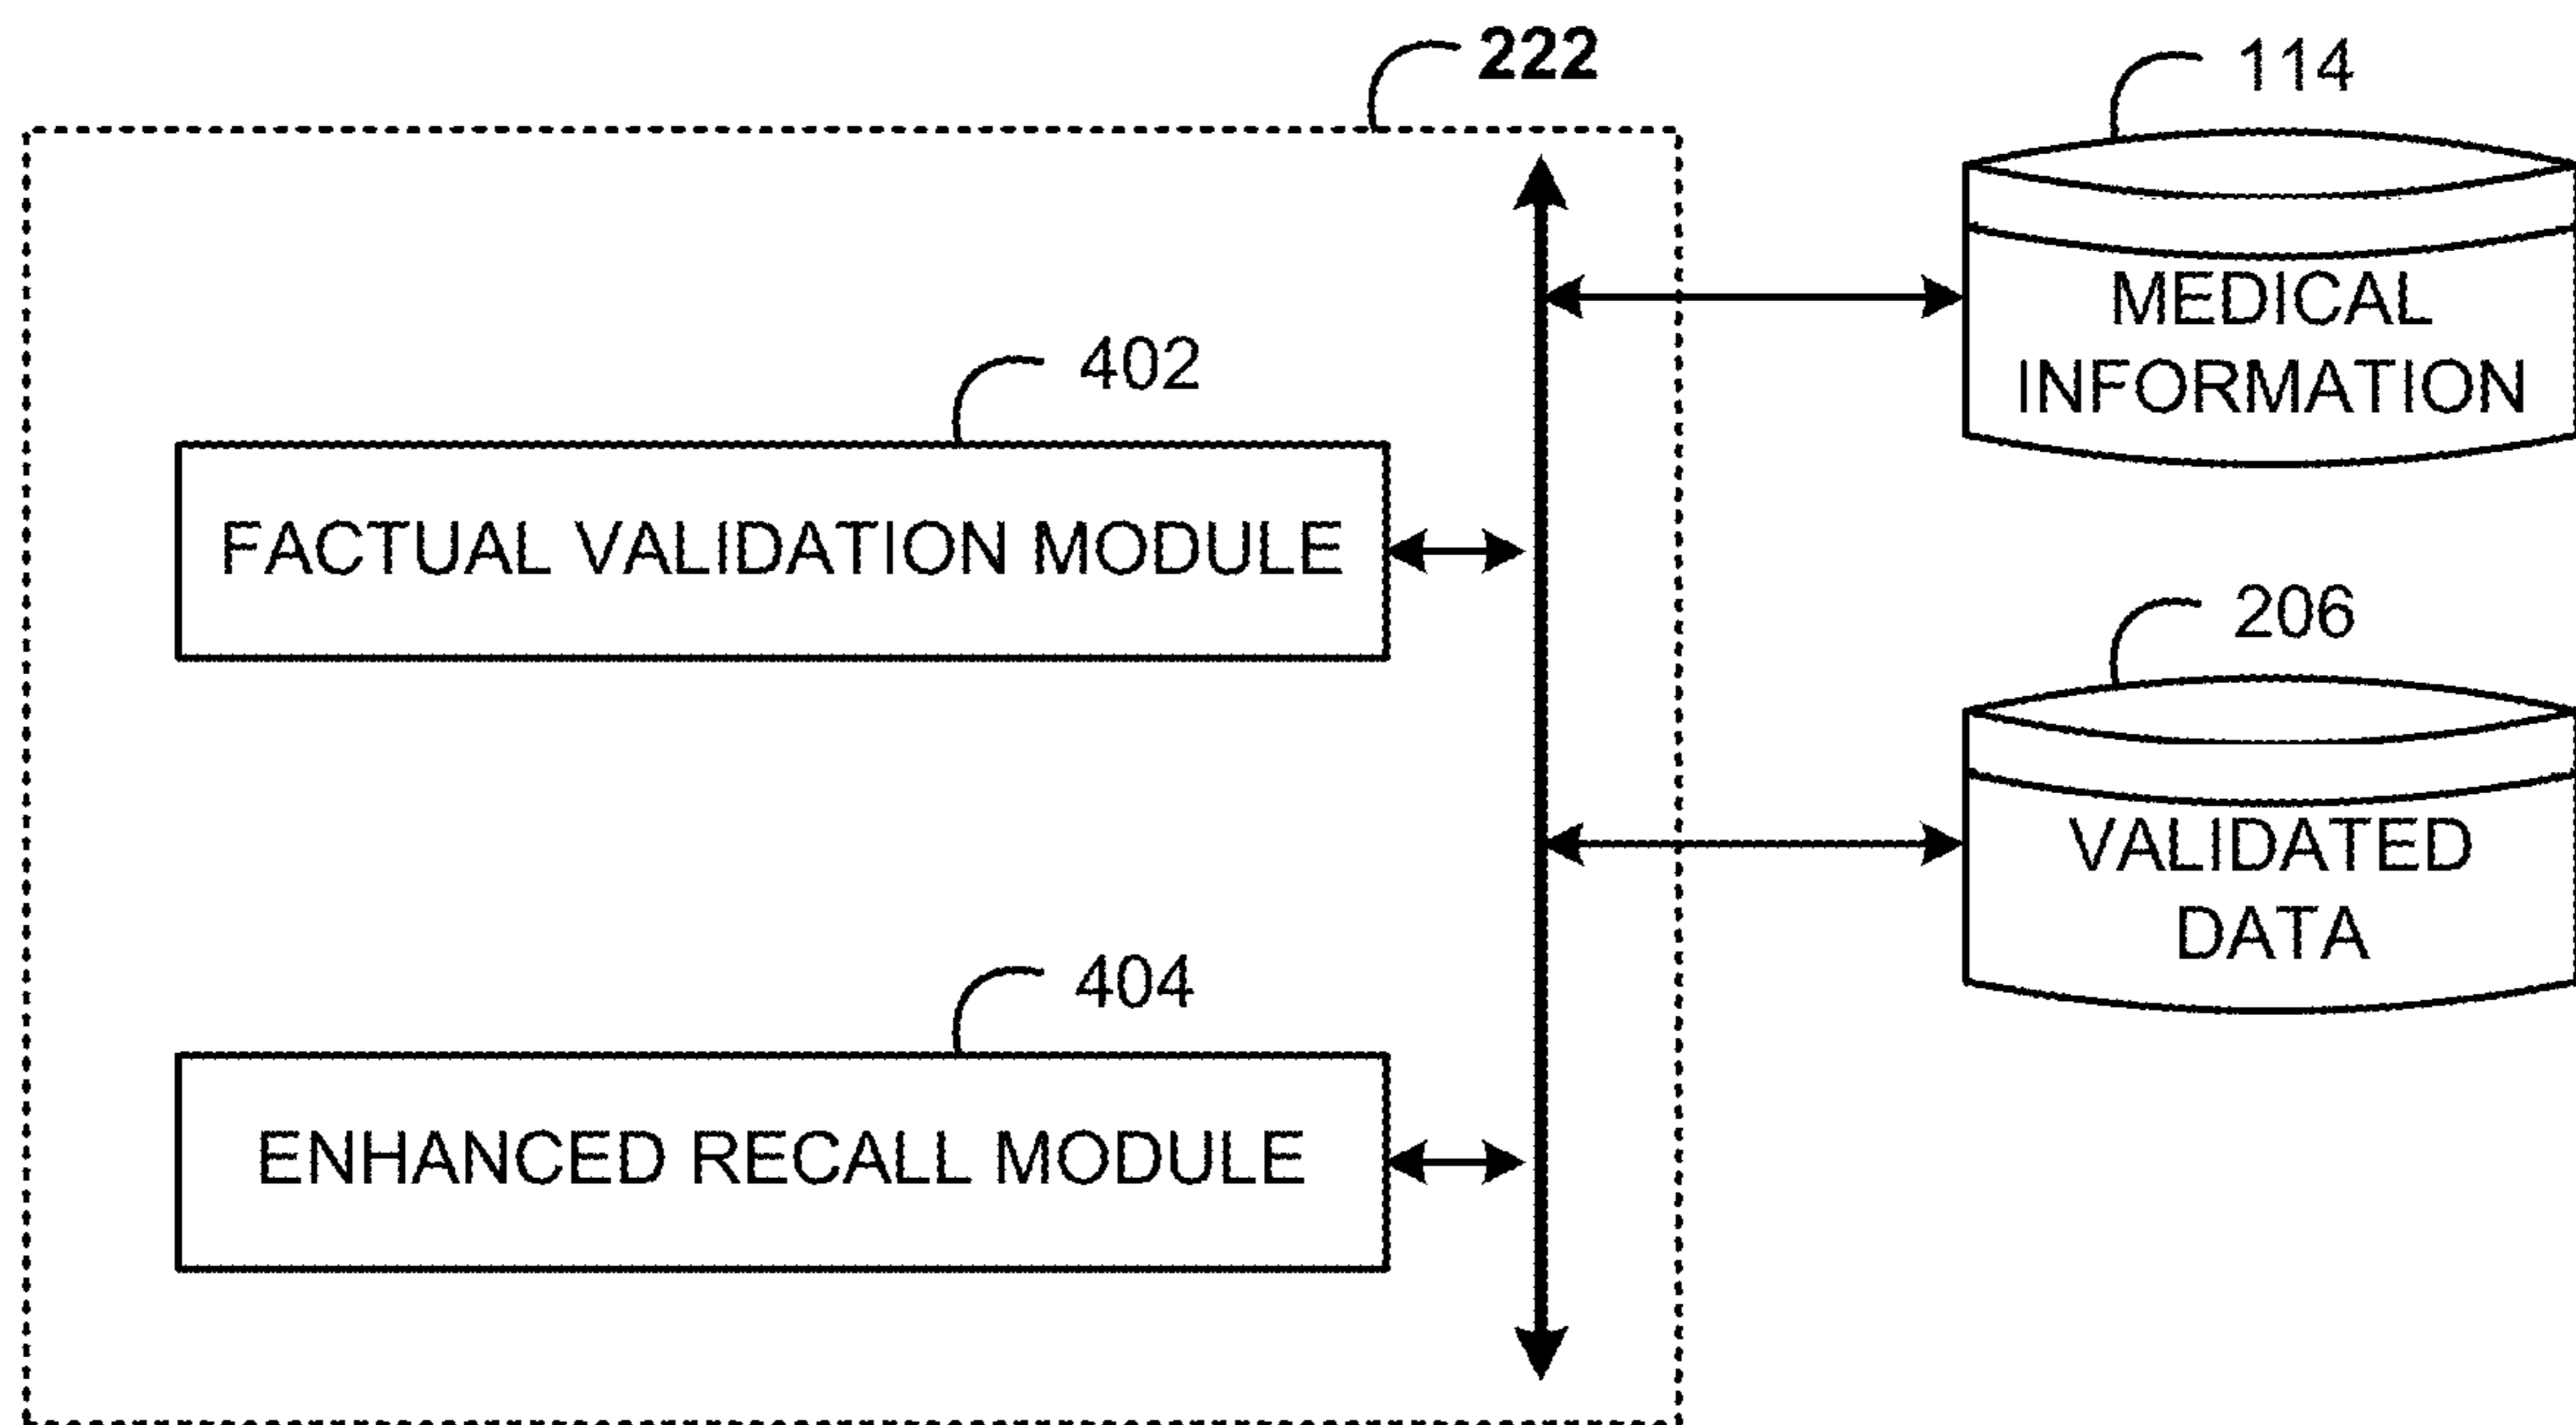 222
114
MEDICAL
INFORMATION
402
FACTUAL VALIDATION MODULE
206
VALIDATED
DATA
404
ENHANCED RECALL MODULE